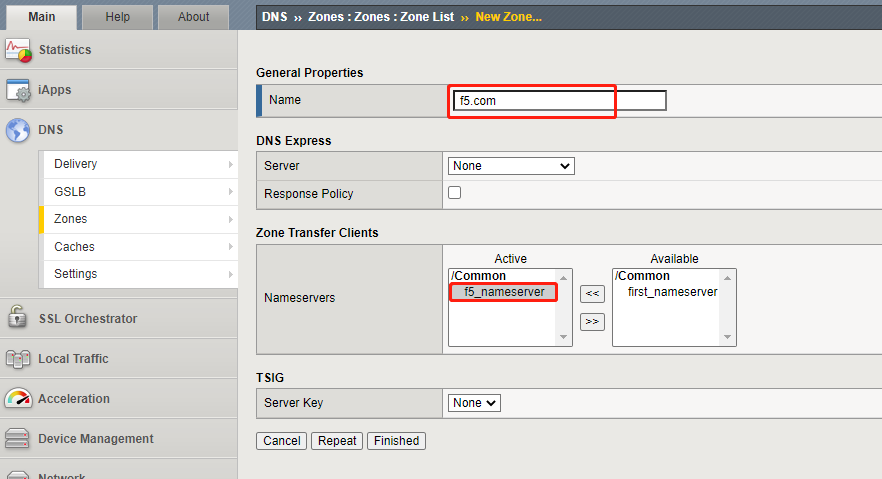 Main Help About
DNS ›› Zones : Zones : Zone List ›› New Zone...
Statistics
iApps
DNS
Delivery
GSLB
Zones
Caches
Settings
SSL Orchestrator
Local Traffic
Acceleration
Device Management
Network
General Properties
Name f5.com
DNS Express
Server None
Response Policy
Zone Transfer Clients
Nameservers
Active
/Common
f5_nameserver
<<
>>
Available
/Common
first_nameserver
TSIG
Server Key None
Cancel Repeat Finished